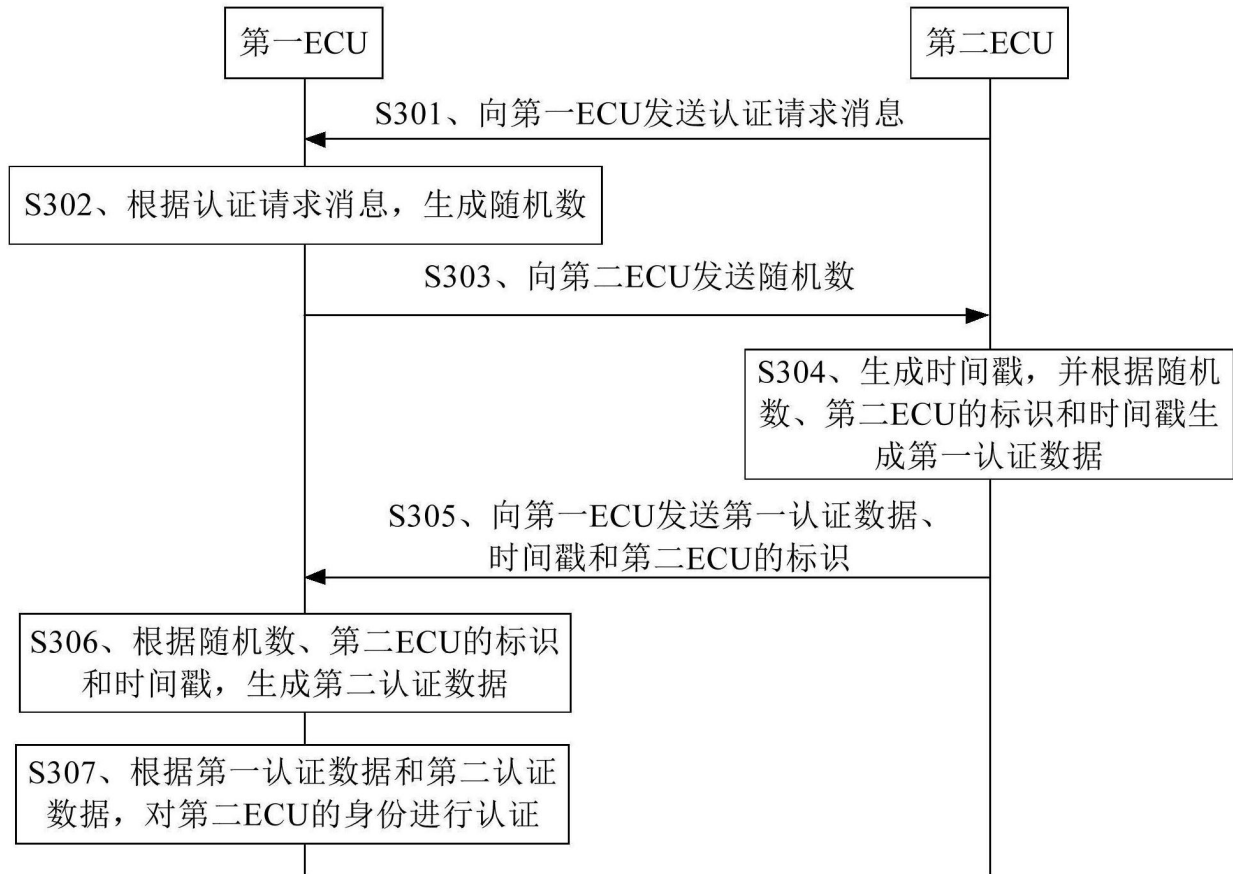 第一ECU
第二ECU
S301、向第一ECU发送认证请求消息
S302、根据认证请求消息，生成随机数
S303、向第二ECU发送随机数
S304、生成时间戳，并根据随机
数、第二ECU的标识和时间戳生
成第一认证数据
S305、向第一ECU发送第一认证数据、
时间戳和第二ECU的标识
S306、根据随机数、第二ECU的标识
和时间戳，生成第二认证数据
S307、根据第一认证数据和第二认证
数据，对第二ECU的身份进行认证